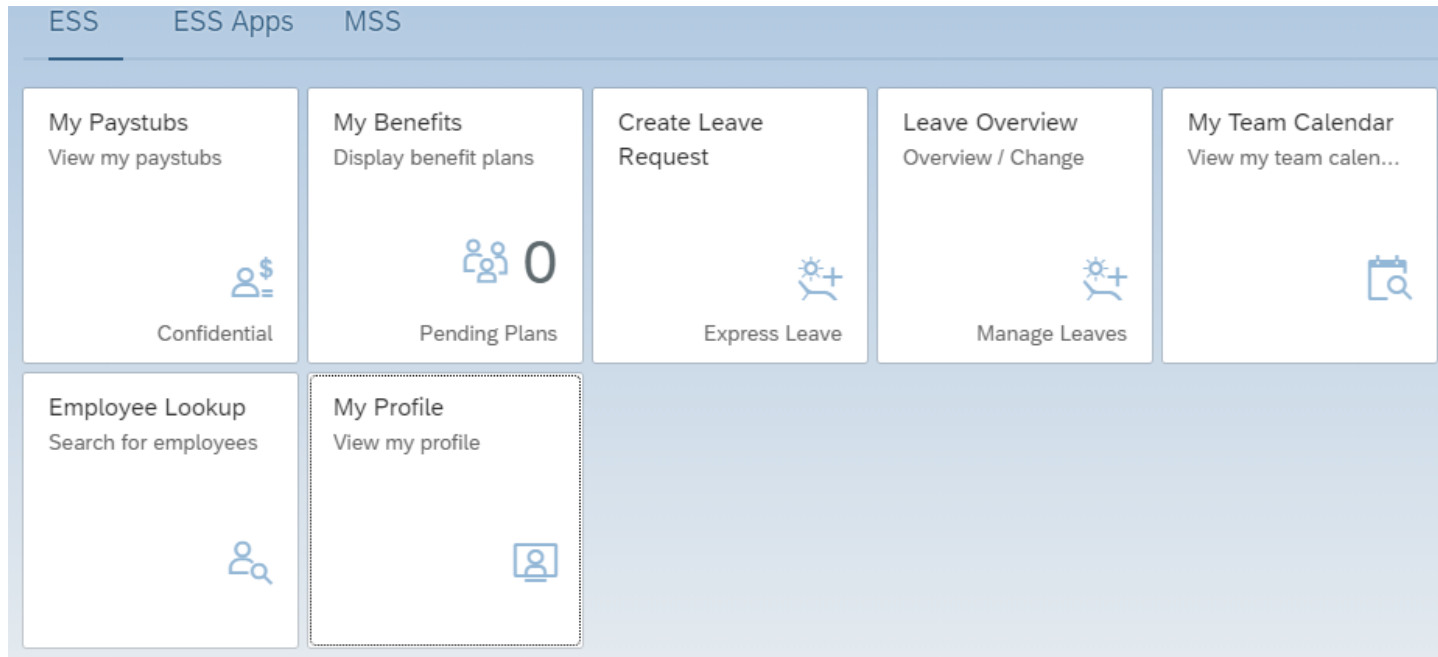 ESS ESS Apps MSS
My Paystubs
View my paystubs
Confidential
My Benefits
Display benefit plans
0
Pending Plans
Create Leave
Request
Express Leave
Leave Overview
Overview / Change
Manage Leaves
My Team Calendar
View my team calen...
Employee Lookup
Search for employees
My Profile
View my profile